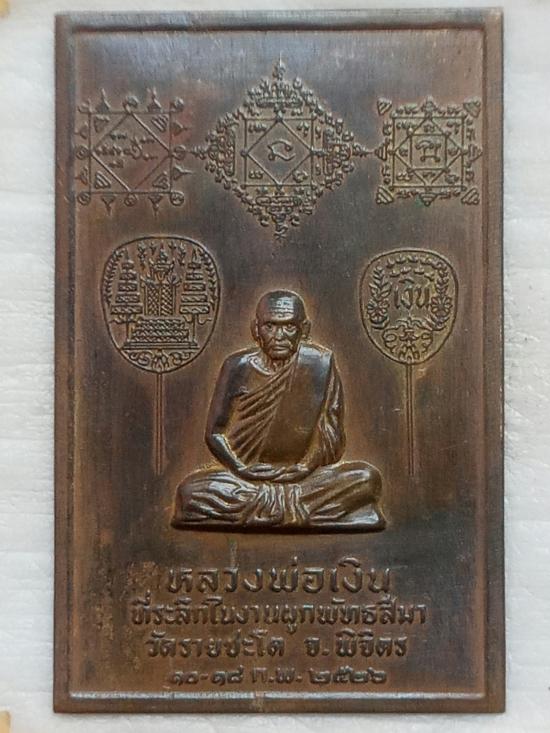 เงิน
หลวงพ่อเงิน
ที่ระลึกในงานผูกพัทธสีมา
วัดรายชะโด จ.พิจิตร
๑๐-๑๘ ก.พ. ๒๕๒๖